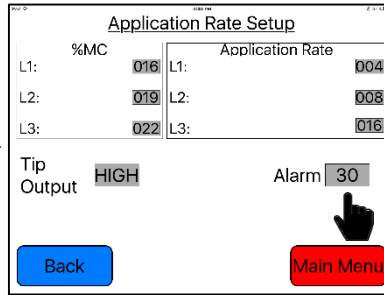 Application Rate Setup
%MC
L1: 016
L2: 019
L3: 022
Application Rate
L1: 004
L2: 008
L3: 016
Tip Output HIGH
Alarm 30
Back
Main Menu